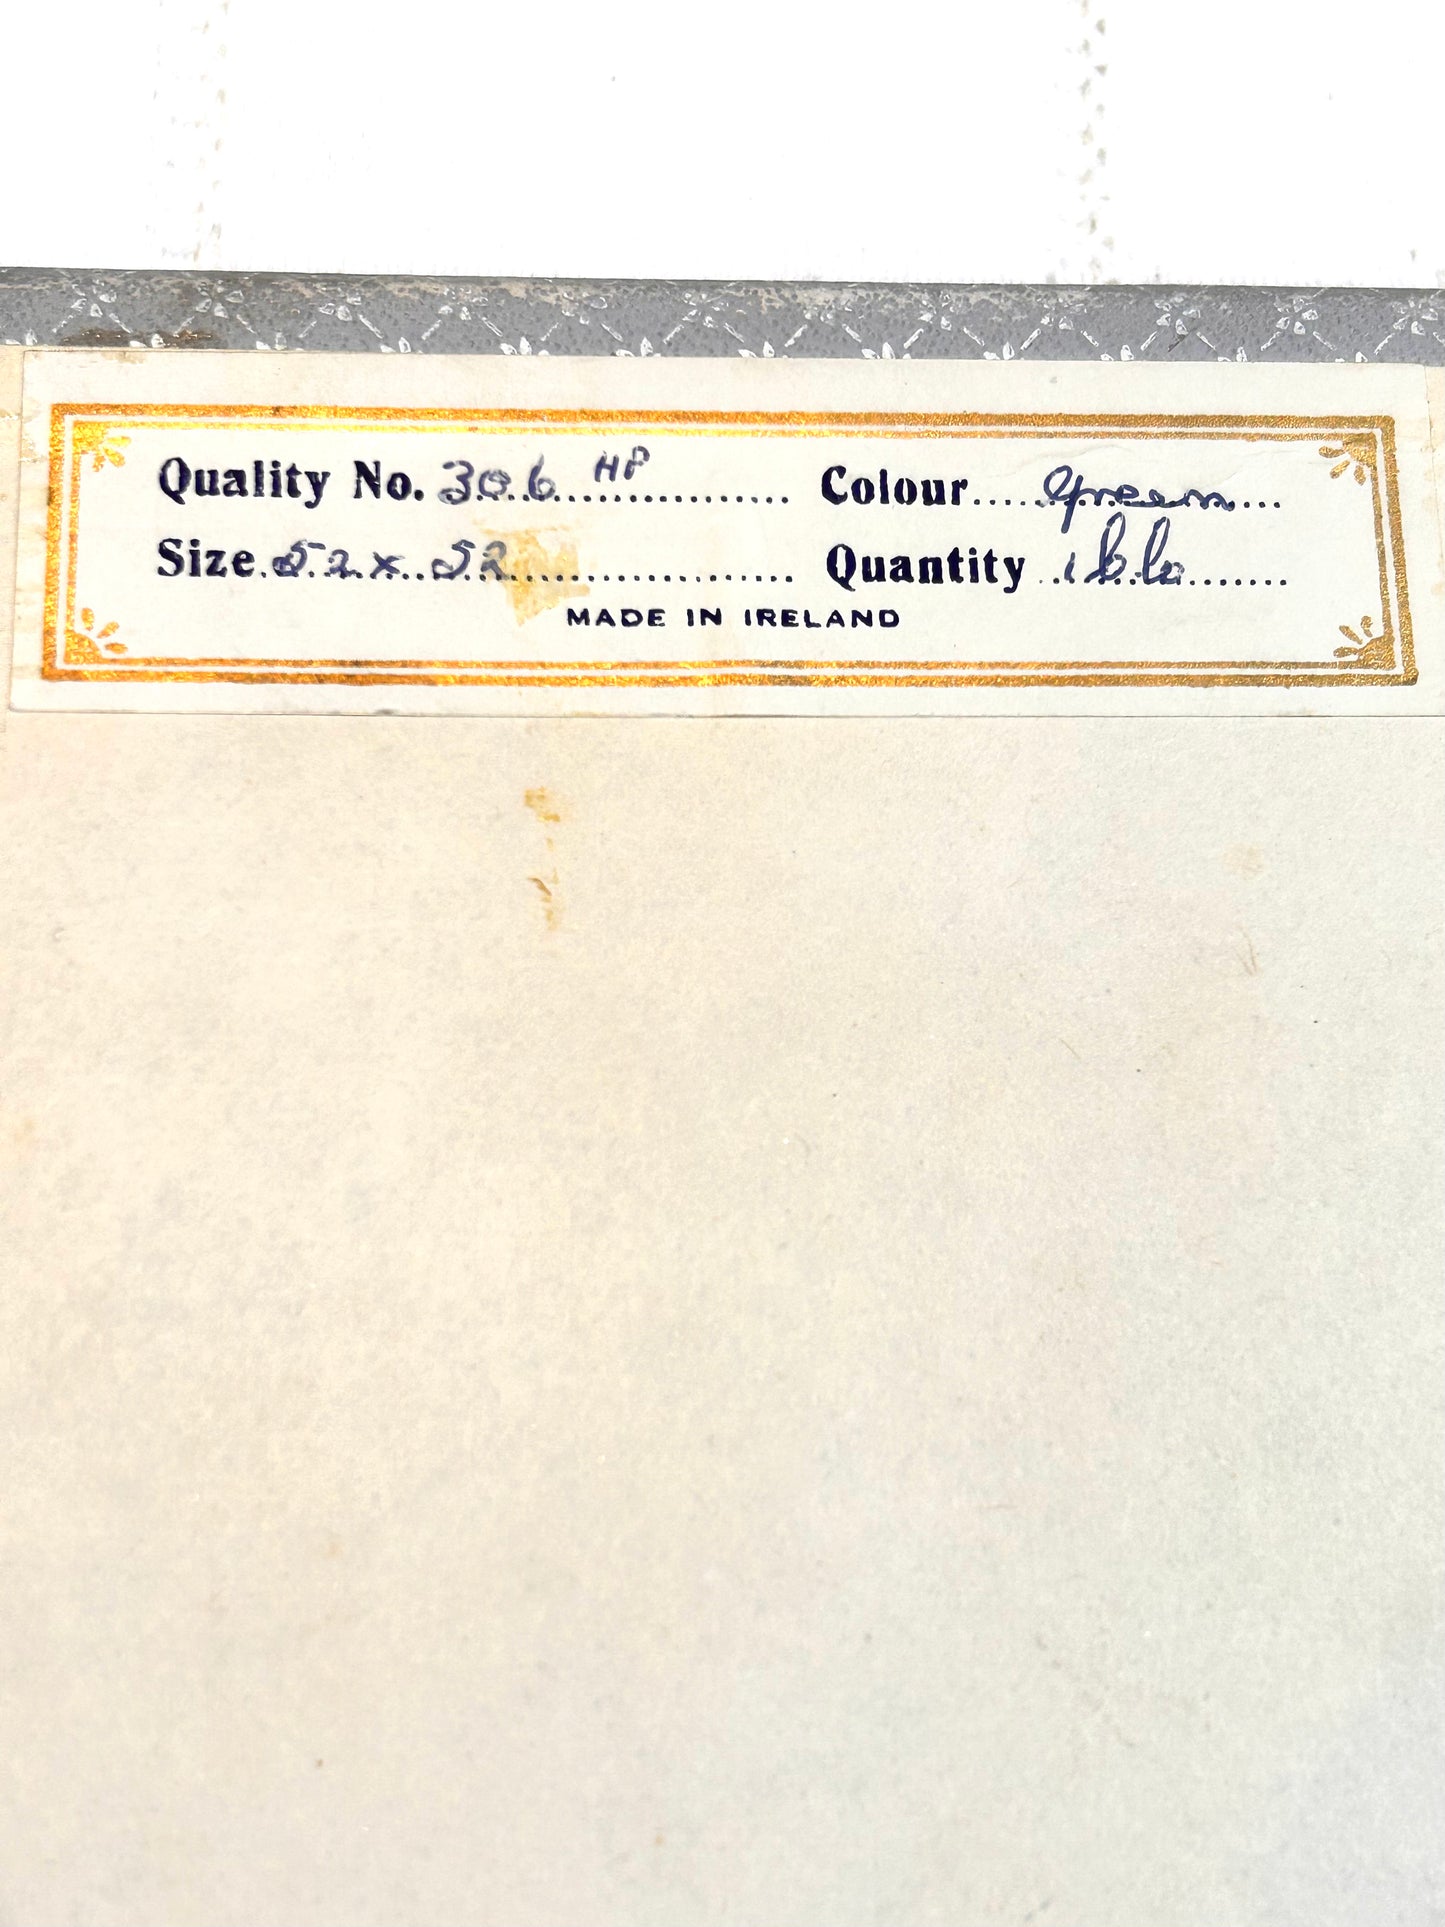 Quality No. 306 HP Colour green
Size 52 x 52 Quantity
MADE IN IRELAND